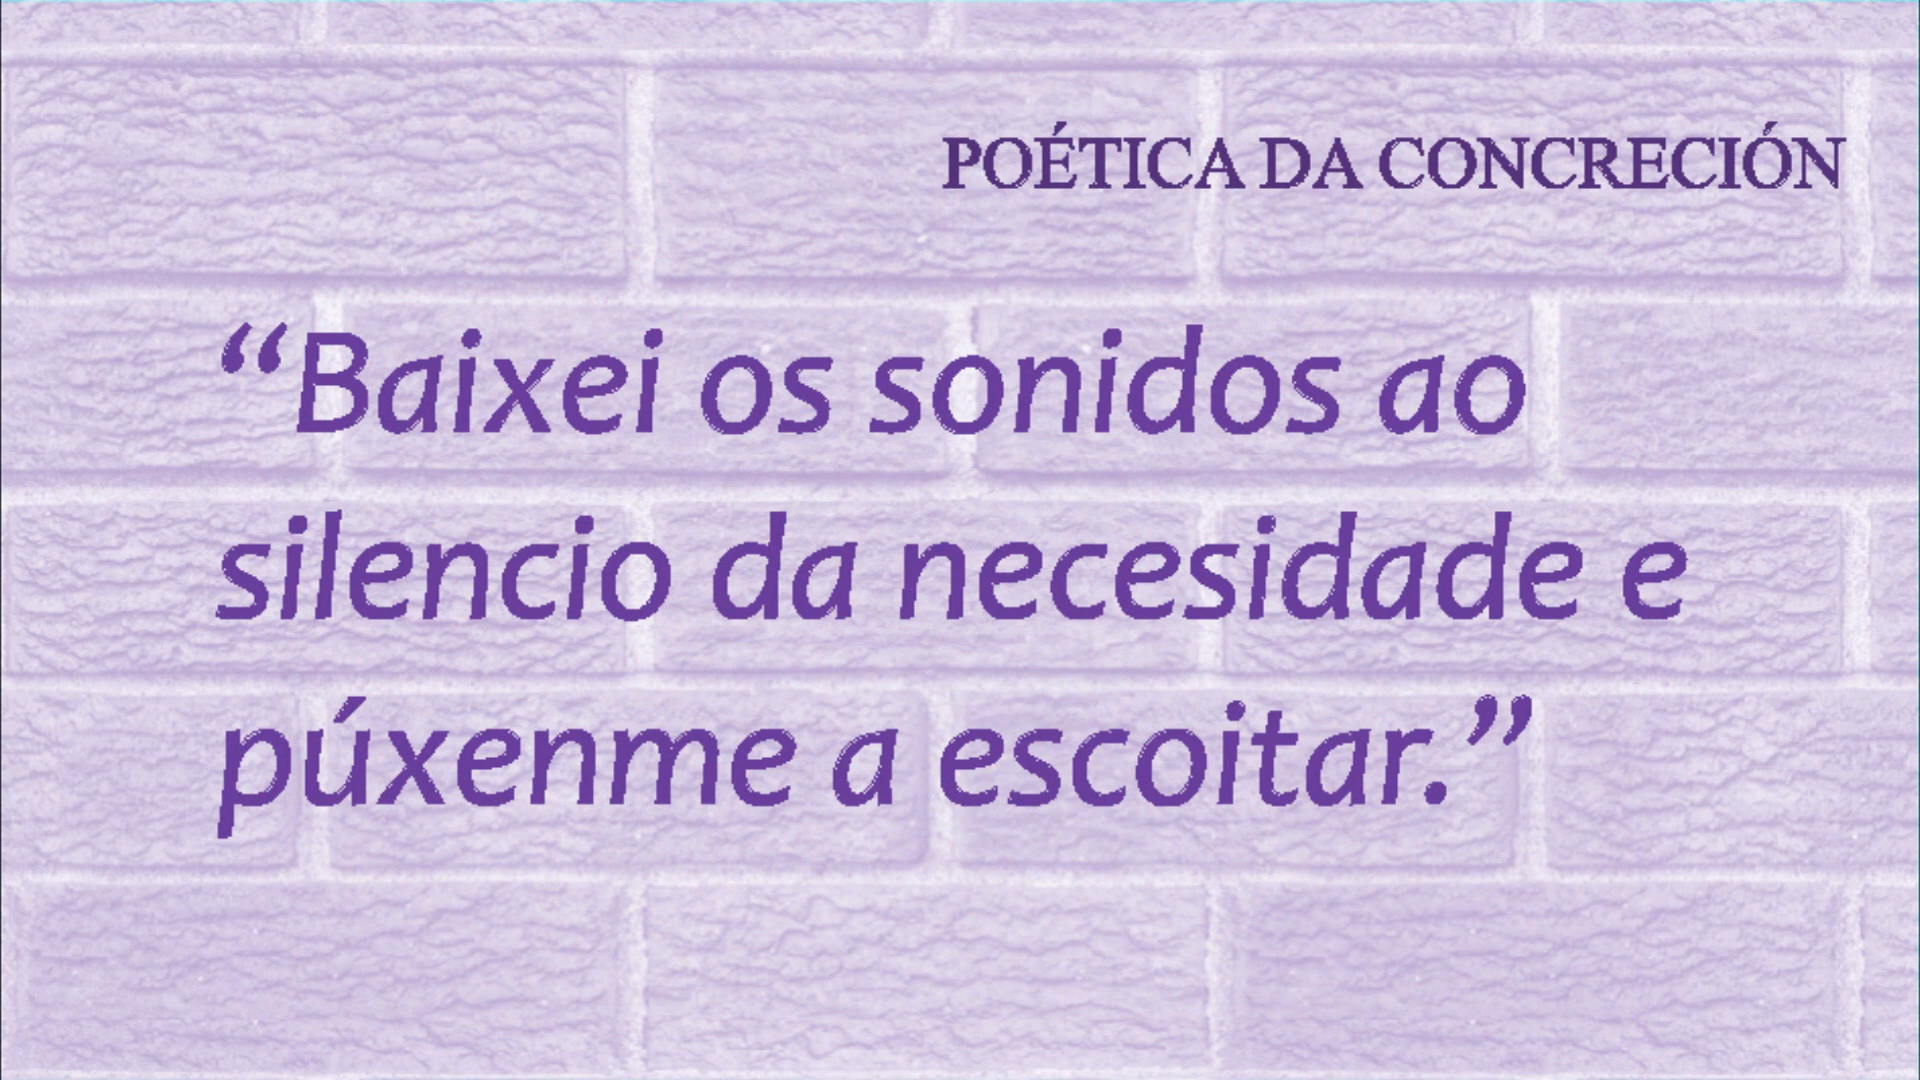 POÉTICA DA CONCRECIÓN
“Baixei os sonidos ao
silencio da necesidade e
púxenme a escoitar.”